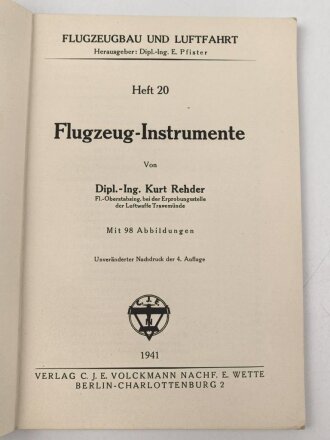 FLUGZEUGBAU UND LUFTFAHRT
Herausgeber: Dipl.-Ing. E. Pfister
Heft 20
Flugzeug-Instrumente
Von
Dipl.-Ing. Kurt Rehder
Fl.-Oberstabsing. bei der Erprobungsstelle
der Luftwaffe Travemünde
Mit 98 Abbildungen
Unveränderter Nachdruck der 4. Auflage
C.J.E.
V N
1941
VERLAG C. J. E. VOLCKMANN NACHF. E. WETTE
BERLIN-CHARLOTTENBURG 2